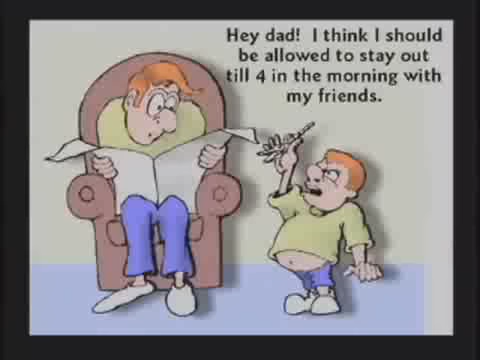 Hey dad!  I think I should
be allowed to stay out
till 4 in the morning with
my friends.